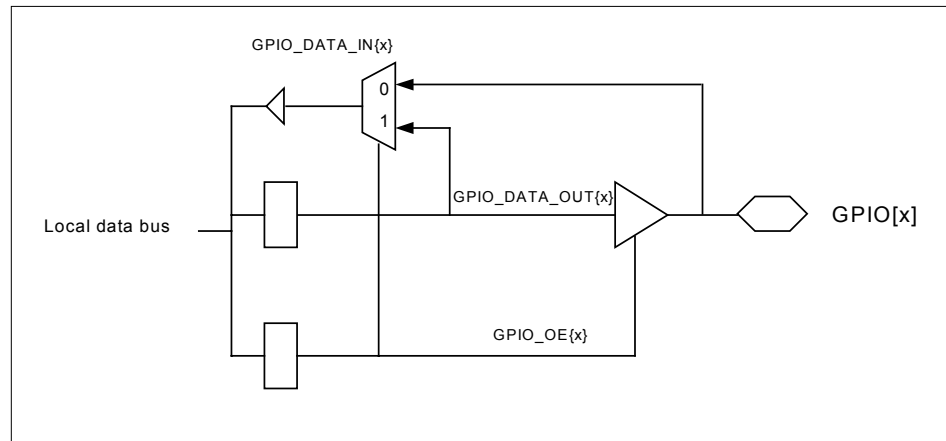 GPIO_DATA_IN{x}
0
1
GPIO_DATA_OUT{x}
Local data bus
GPIO[x]
GPIO_OE{x}